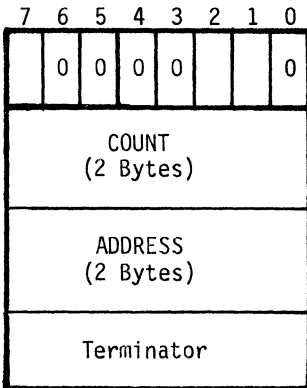 7 6 5 4 3 2 1 0
0 0 0 0 0
COUNT
(2 Bytes)
ADDRESS
(2 Bytes)
Terminator